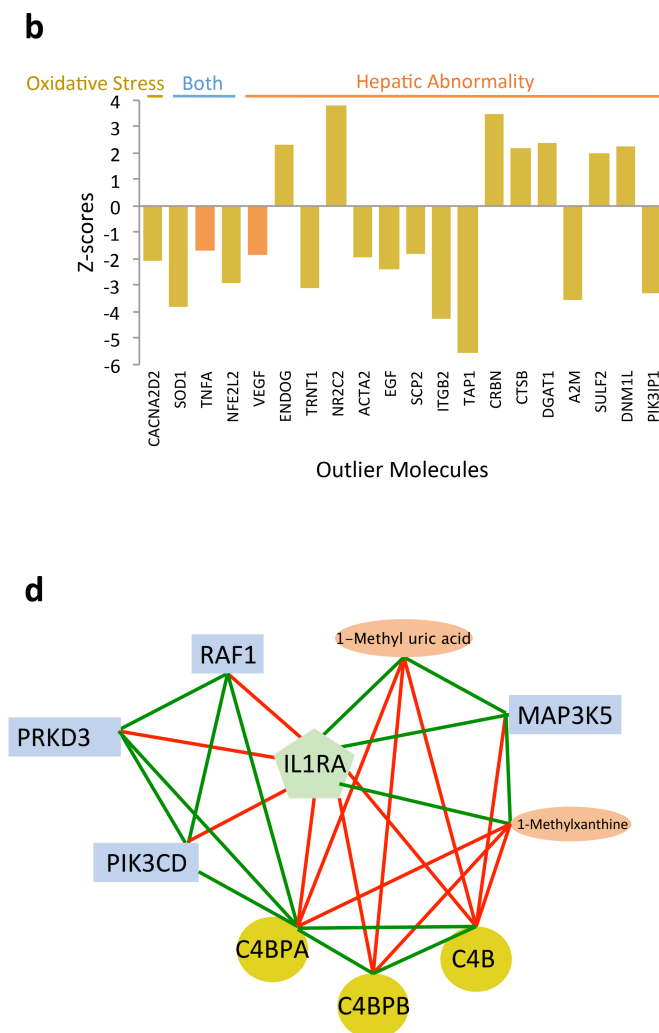 b
Oxidative Stress Both Hepatic Abnormality
4
3
2
1
0
-1
-2
-3
-4
-5
-6
Z-scores
CACNA2D2
SOD1
TNFA
NFE2L2
VEGF
ENDOG
TRNT1
NR2C2
ACTA2
EGF
SCP2
ITGB2
TAP1
CRBN
CTSB
DGAT1
A2M
SULF2
DNM1L
PIK3IP1
Outlier Molecules
d
1-Methyl uric acid
RAF1
MAP3K5
PRKD3
IL1RA
1-Methylxanthine
PIK3CD
C4BPA
C4B
C4BPB